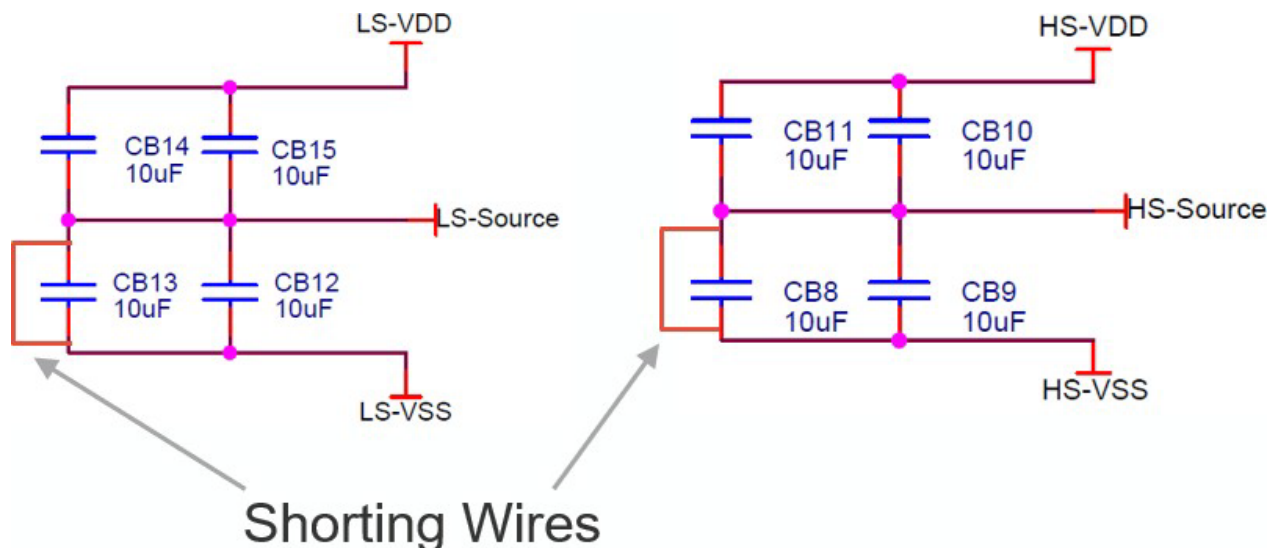 LS-VDD
CB14
10uF
CB15
10uF
LS-Source
CB13
10uF
CB12
10uF
LS-VSS
HS-VDD
CB11
10uF
CB10
10uF
HS-Source
CB8
10uF
CB9
10uF
HS-VSS
Shorting Wires